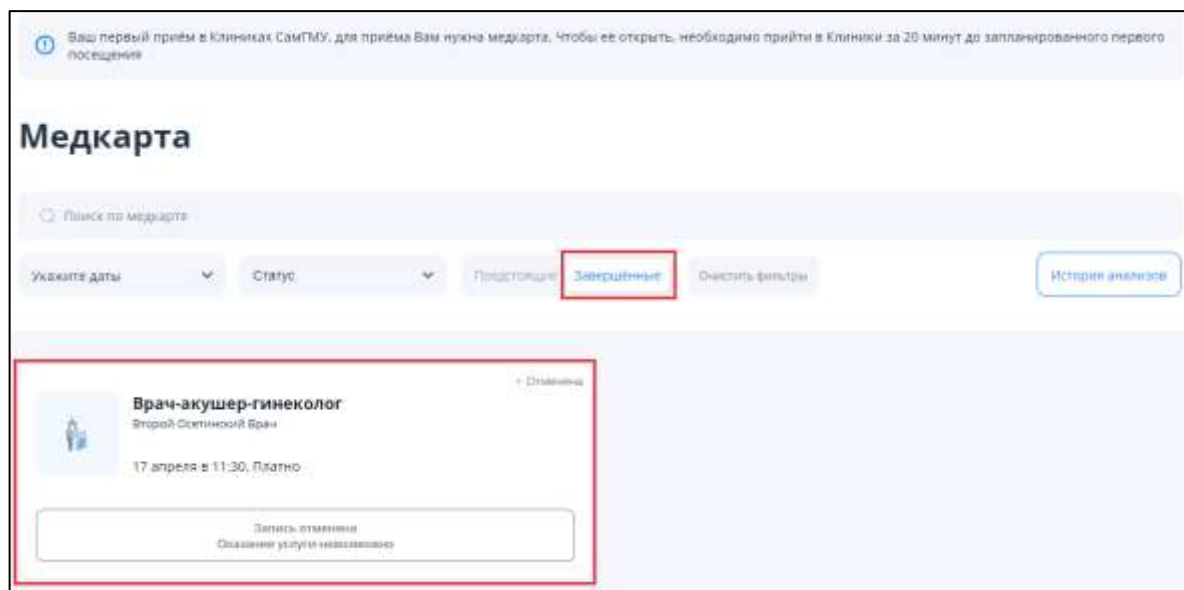 Ваш первый приём в Клиниках СамГМУ, для приёма Вам нужна медкарта. Чтобы ее открыть, необходимо прийти в Клиники за 20 минут до запланированного первого
посещения
Медкарта
Поиск по медкарте
Укажите даты Статус Предстоящие Завершённые Очистить фильтры История анализов
• Отменена
Врач-акушер-гинеколог
Второй Осетинский Врач
17 апреля в 11:30, Платно
Запись отменена
Оказание услуги невозможно